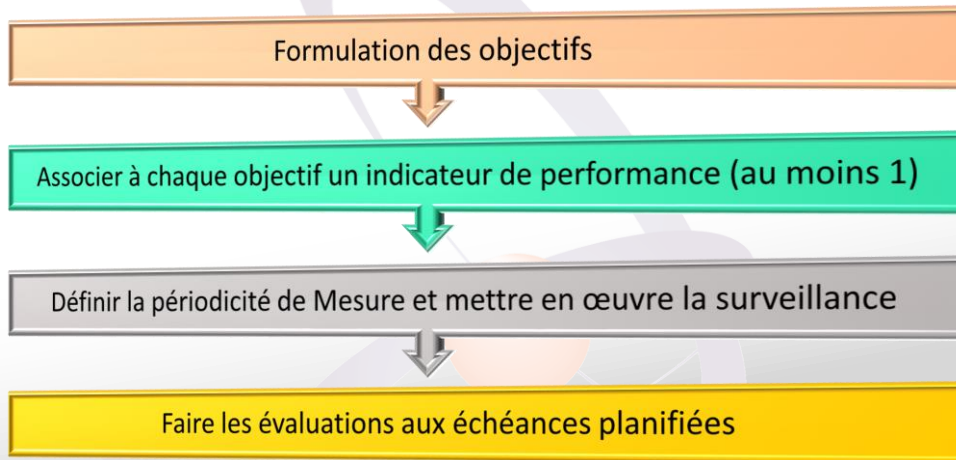 Formulation des objectifs
Associer à chaque objectif un indicateur de performance (au moins 1)
Définir la périodicité de Mesure et mettre en œuvre la surveillance
Faire les évaluations aux échéances planifiées